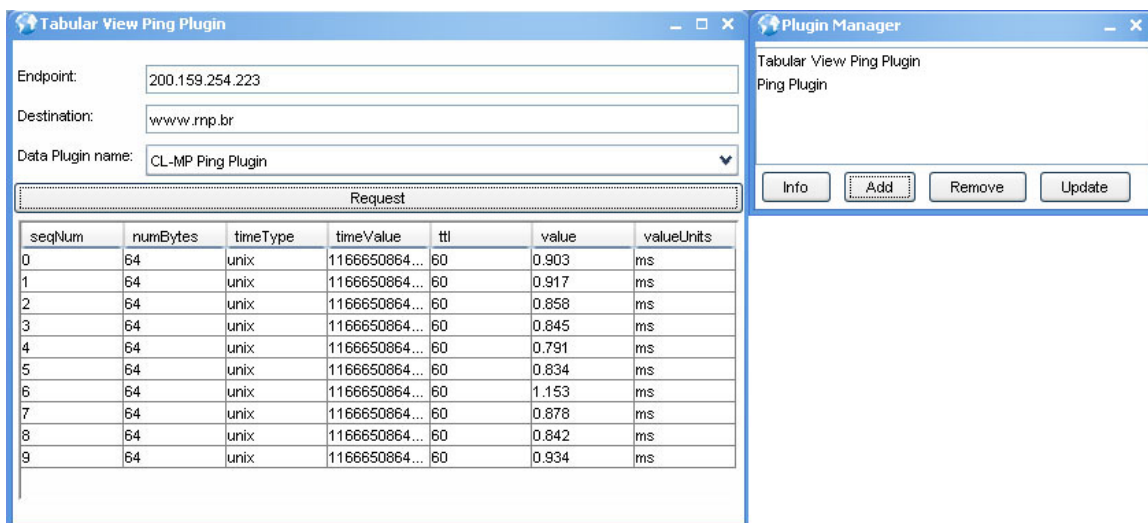 Tabular View Ping Plugin
Endpoint: 200.159.254.223
Destination: www.rnp.br
Data Plugin name: CL-MP Ping Plugin
Request
seqNum numBytes timeType timeValue ttl value valueUnits
0 64 unix 1166650864... 60 0.903 ms
1 64 unix 1166650864... 60 0.917 ms
2 64 unix 1166650864... 60 0.858 ms
3 64 unix 1166650864... 60 0.845 ms
4 64 unix 1166650864... 60 0.791 ms
5 64 unix 1166650864... 60 0.834 ms
6 64 unix 1166650864... 60 1.153 ms
7 64 unix 1166650864... 60 0.878 ms
8 64 unix 1166650864... 60 0.842 ms
9 64 unix 1166650864... 60 0.934 ms
Plugin Manager
Tabular View Ping Plugin
Ping Plugin
Info Add Remove Update